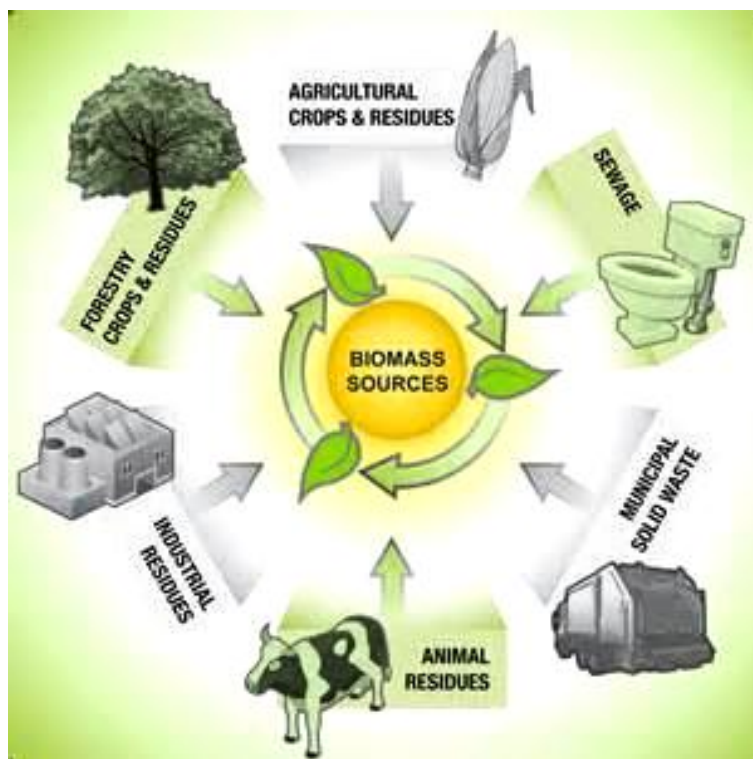 AGRICULTURAL
CROPS & RESIDUES
SEWAGE
FORESTRY
CROPS & RESIDUES
BIOMASS
SOURCES
MUNICIPAL
SOLID WASTE
INDUSTRIAL
RESIDUES
ANIMAL
RESIDUES